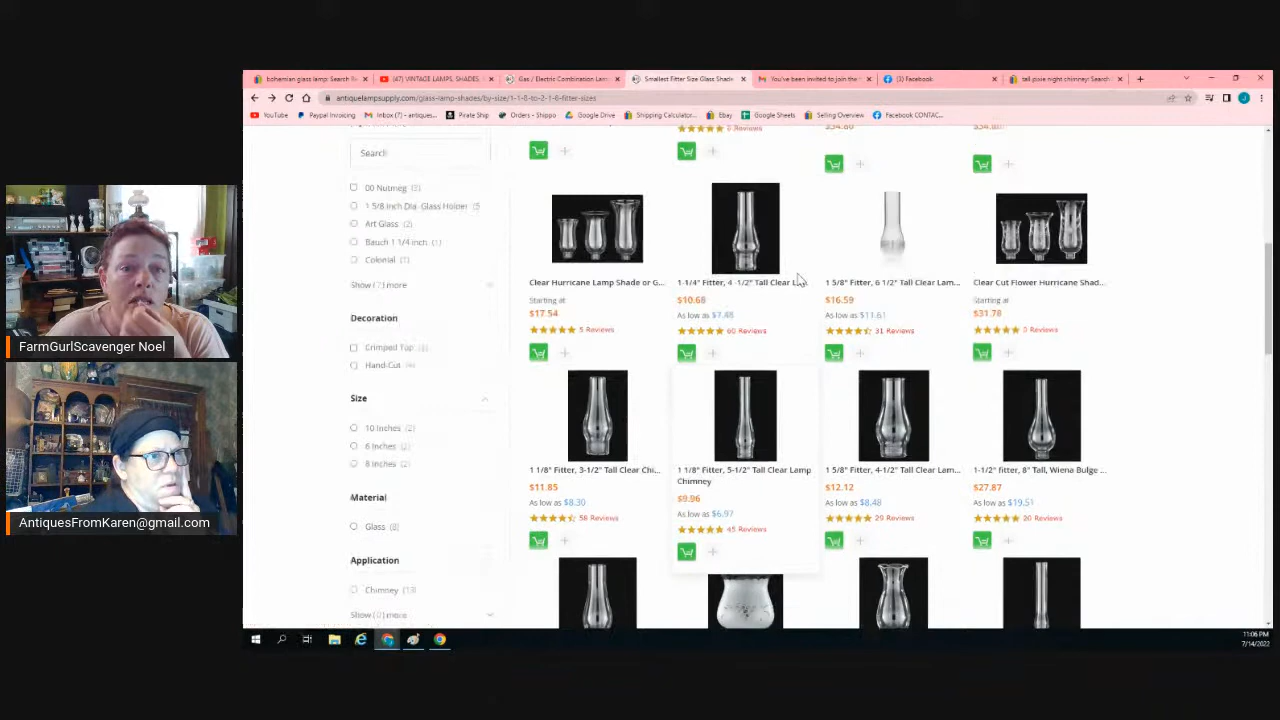 bohemian glass lamp: Search Re
(47) VINTAGE LAMPS, SHADES,
Gas / Electric Combination Lam
Smallest Fitter Size Glass Shade
You've been invited to join the
(3) Facebook
tall pixie night chimney: Search
antiquelampsupply.com/glass-lamp-shades/by-size/1-1-8-to-2-1-8-fitter-sizes
YouTube
Paypal Invoicing
Inbox (7) - antiques...
Pirate Ship
Orders - Shippo
Google Drive
Shipping Calculator...
Ebay
Google Sheets
Selling Overview
Facebook CONTAC...
Search
00 Nutmeg (3)
1 5/8 Inch Dia. Glass Holder (5
Art Glass (2)
Bauch 1 1/4 inch (1)
Colonial (1)
Show (7) more
Decoration
Crimped Top
Hand-Cut
Size
10 Inches (2)
6 Inches (2)
8 Inches (2)
Material
Glass (8)
Application
Chimney (13)
more
Reviews
Clear Hurricane Lamp Shade or G...
Starting at
$17.54
5 Reviews
1-1/4" Fitter, 4 -1/2" Tall Clear
$10.68
As low as $7.48
60 Reviews
1 5/8" Fitter, 6 1/2" Tall Clear Lam...
$16.59
As low as $11.61
31 Reviews
Clear Cut Flower Hurricane Shad...
Starting at
$31.78
0 Reviews
1 1/8" Fitter, 3-1/2" Tall Clear Chi...
$11.85
As low as $8.30
58 Reviews
1 1/8" Fitter, 5-1/2" Tall Clear Lamp
Chimney
$9.96
As low as $6.97
45 Reviews
1 5/8" Fitter, 4-1/2" Tall Clear Lam...
$12.12
As low as $8.48
29 Reviews
1-1/2" fitter, 8" Tall, Wiena Bulge ...
$27.87
As low as $19.51
20 Reviews
FarmGurlScavenger Noel
AntiquesFromKaren@gmail.com
11:06 PM
7/14/2022